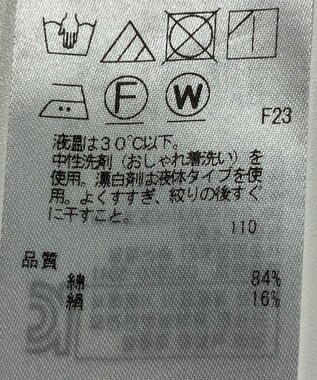 F W
F23
液温は30℃以下。
中性洗剤（おしゃれ着洗い）を
使用。漂白剤は液体タイプを使
用。よくすすぎ、絞りの後すぐ
に干すこと。
110
品質
綿 84%
絹 16%